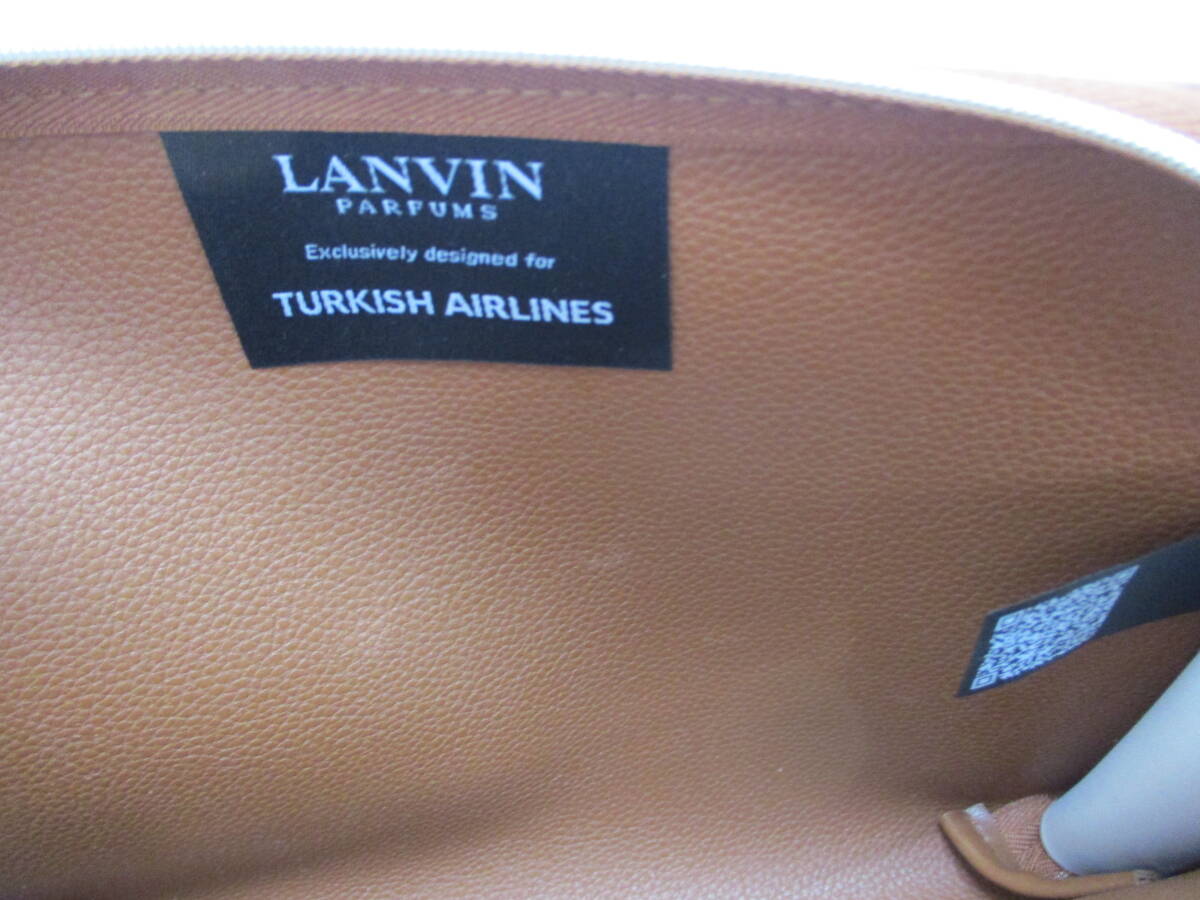 LANVIN
PARFUMS
Exclusively designed for
TURKISH AIRLINES